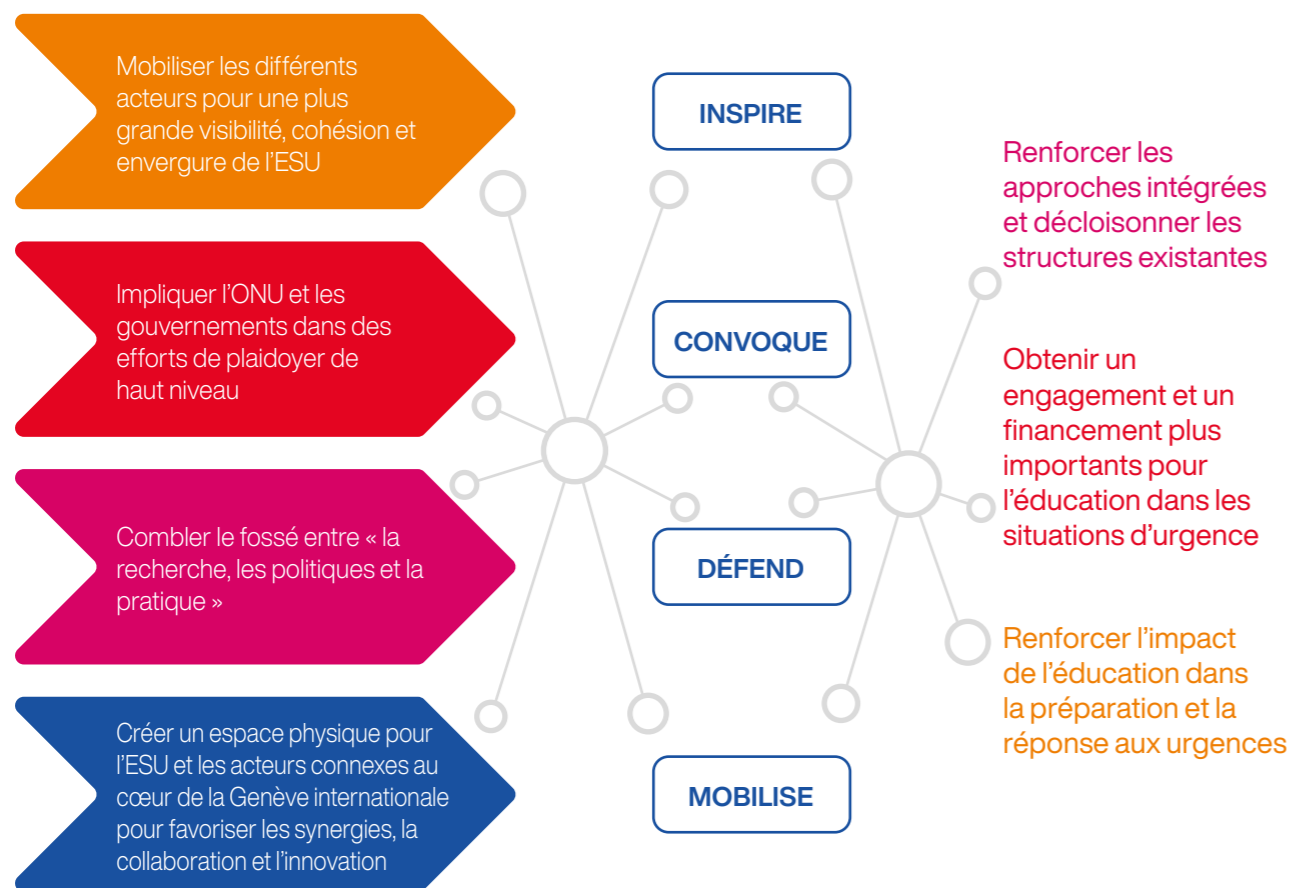 Mobiliser les différents
acteurs pour une plus
grande visibilité, cohésion et
envergure de l’ESU
Impliquer l’ONU et les
gouvernements dans des
efforts de plaidoyer de
haut niveau
Combler le fossé entre « la
recherche, les politiques et la
pratique »
Créer un espace physique pour
l’ESU et les acteurs connexes au
cœur de la Genève internationale
pour favoriser les synergies, la
collaboration et l’innovation
INSPIRE
CONVOQUE
DÉFEND
MOBILISE
Renforcer les
approches intégrées
et décloisonner les
structures existantes
Obtenir un
engagement et un
financement plus
importants pour
l’éducation dans les
situations d’urgence
Renforcer l’impact
de l’éducation dans
la préparation et la
réponse aux urgences